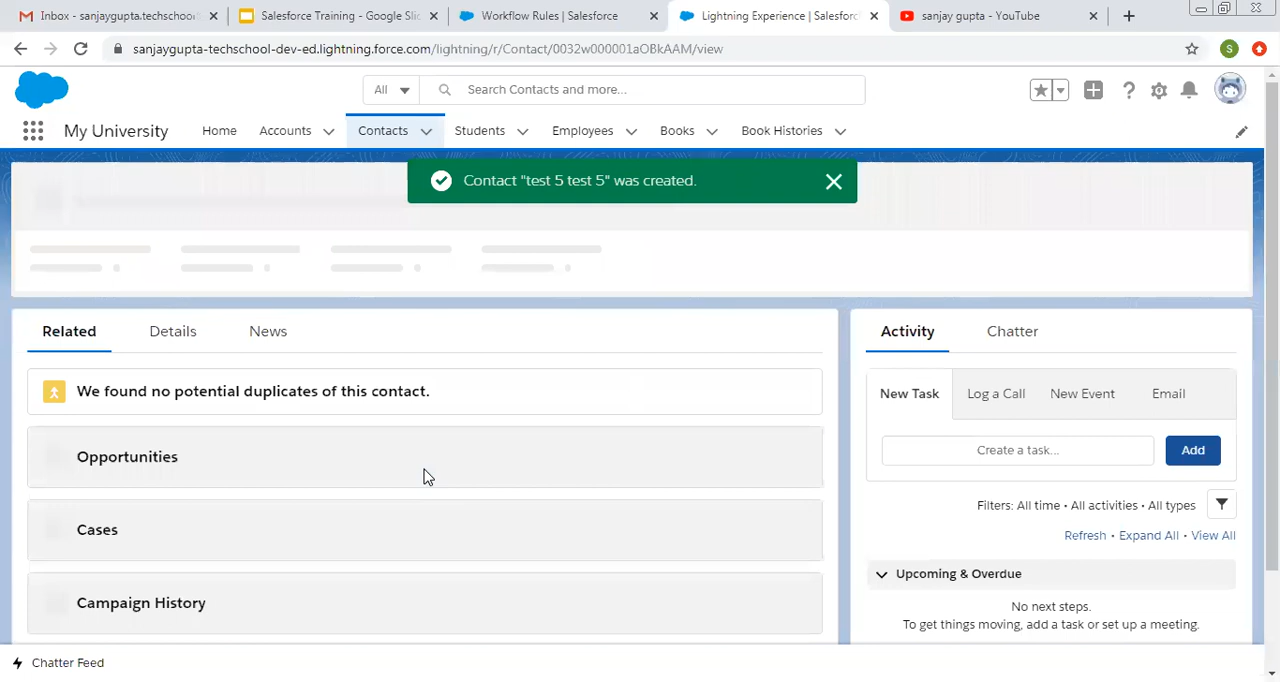 Inbox - sanjaygupta.techschool
Salesforce Training - Google Slid
Workflow Rules | Salesforce
Lightning Experience | Salesforc
sanjay gupta - YouTube
sanjaygupta-techschool-dev-ed.lightning.force.com/lightning/r/Contact/0032w000001aOBkAAM/view
S
All
Search Contacts and more...
My University
Home
Accounts
Contacts
Students
Employees
Books
Book Histories
Contact "test 5 test 5" was created.
Related
Details
News
Activity
Chatter
We found no potential duplicates of this contact.
New Task
Log a Call
New Event
Email
Create a task...
Add
Opportunities
Filters: All time • All activities • All types
Refresh • Expand All • View All
Cases
Upcoming & Overdue
Campaign History
No next steps.
To get things moving, add a task or set up a meeting.
Chatter Feed